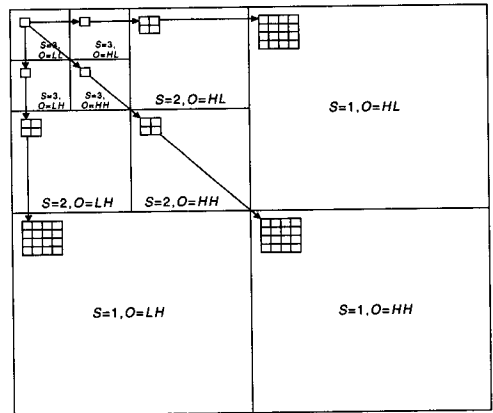 S=3,
O=LL
S=3,
O=HL
S=3,
O=LH
S=3,
O=HH
S=2,O=HL
S=1,O=HL
S=2,O=LH
S=2,O=HH
S=1,O=LH
S=1,O=HH